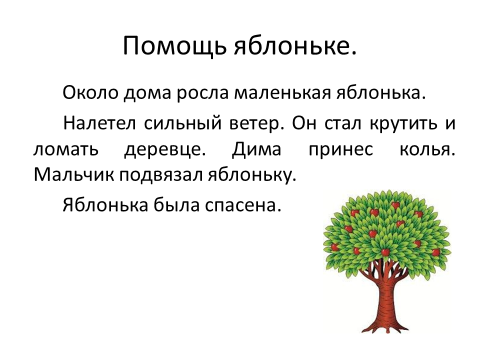 Помощь яблоньке.
Около дома росла маленькая яблонька.
Налетел сильный ветер. Он стал крутить и
ломать деревце. Дима принес колья.
Мальчик подвязал яблоньку.
Яблонька была спасена.